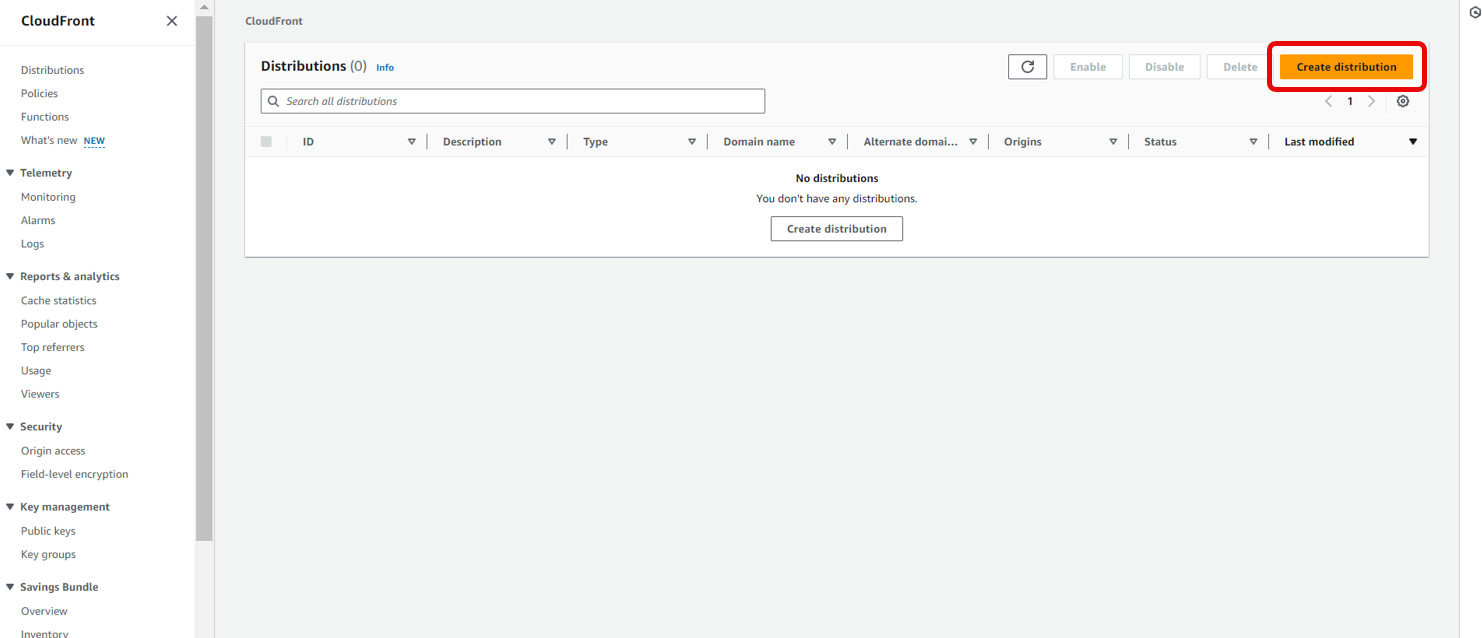 CloudFront
Distributions
Policies
Functions
What's new NEW
Telemetry
Monitoring
Alarms
Logs
Reports & analytics
Cache statistics
Popular objects
Top referrers
Usage
Viewers
Security
Origin access
Field-level encryption
Key management
Public keys
Key groups
Savings Bundle
Overview
Inventory
CloudFront
Distributions (0) Info
Enable Disable Delete Create distribution
Search all distributions
1
ID Description Type Domain name Alternate domai... Origins Status Last modified
No distributions
You don't have any distributions.
Create distribution